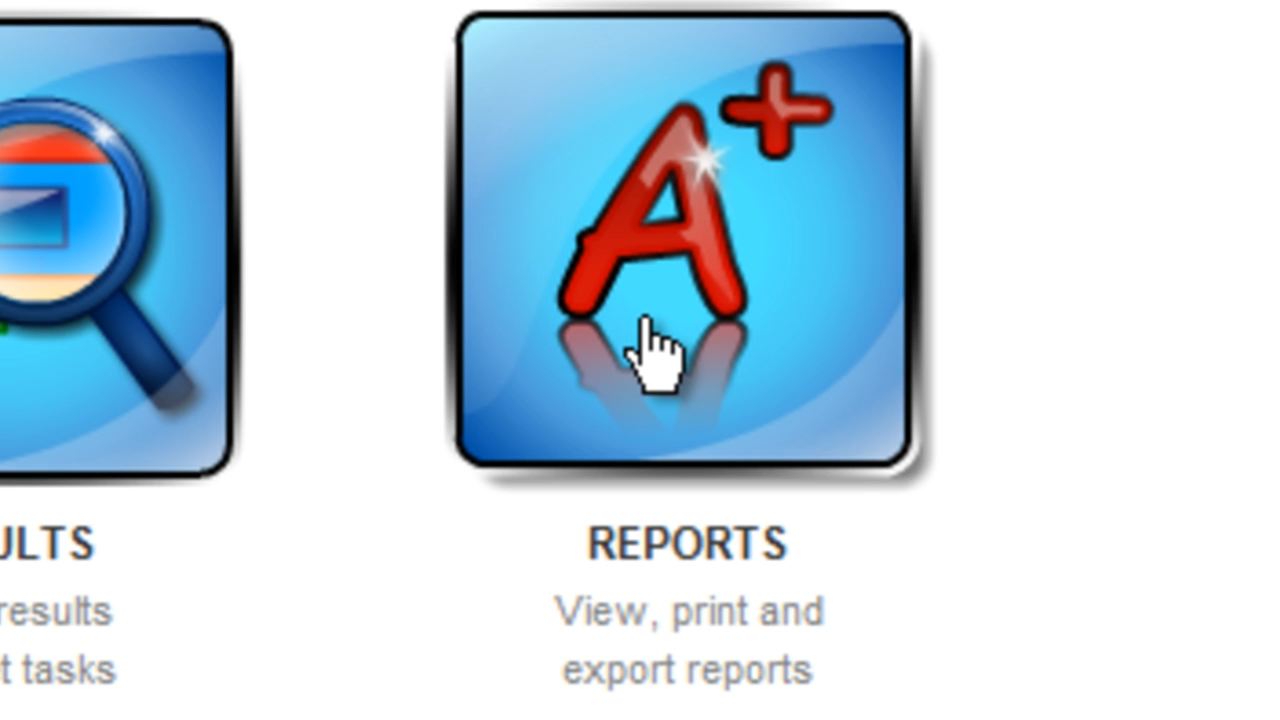 A+
ULTS
results
t tasks
REPORTS
View, print and
export reports